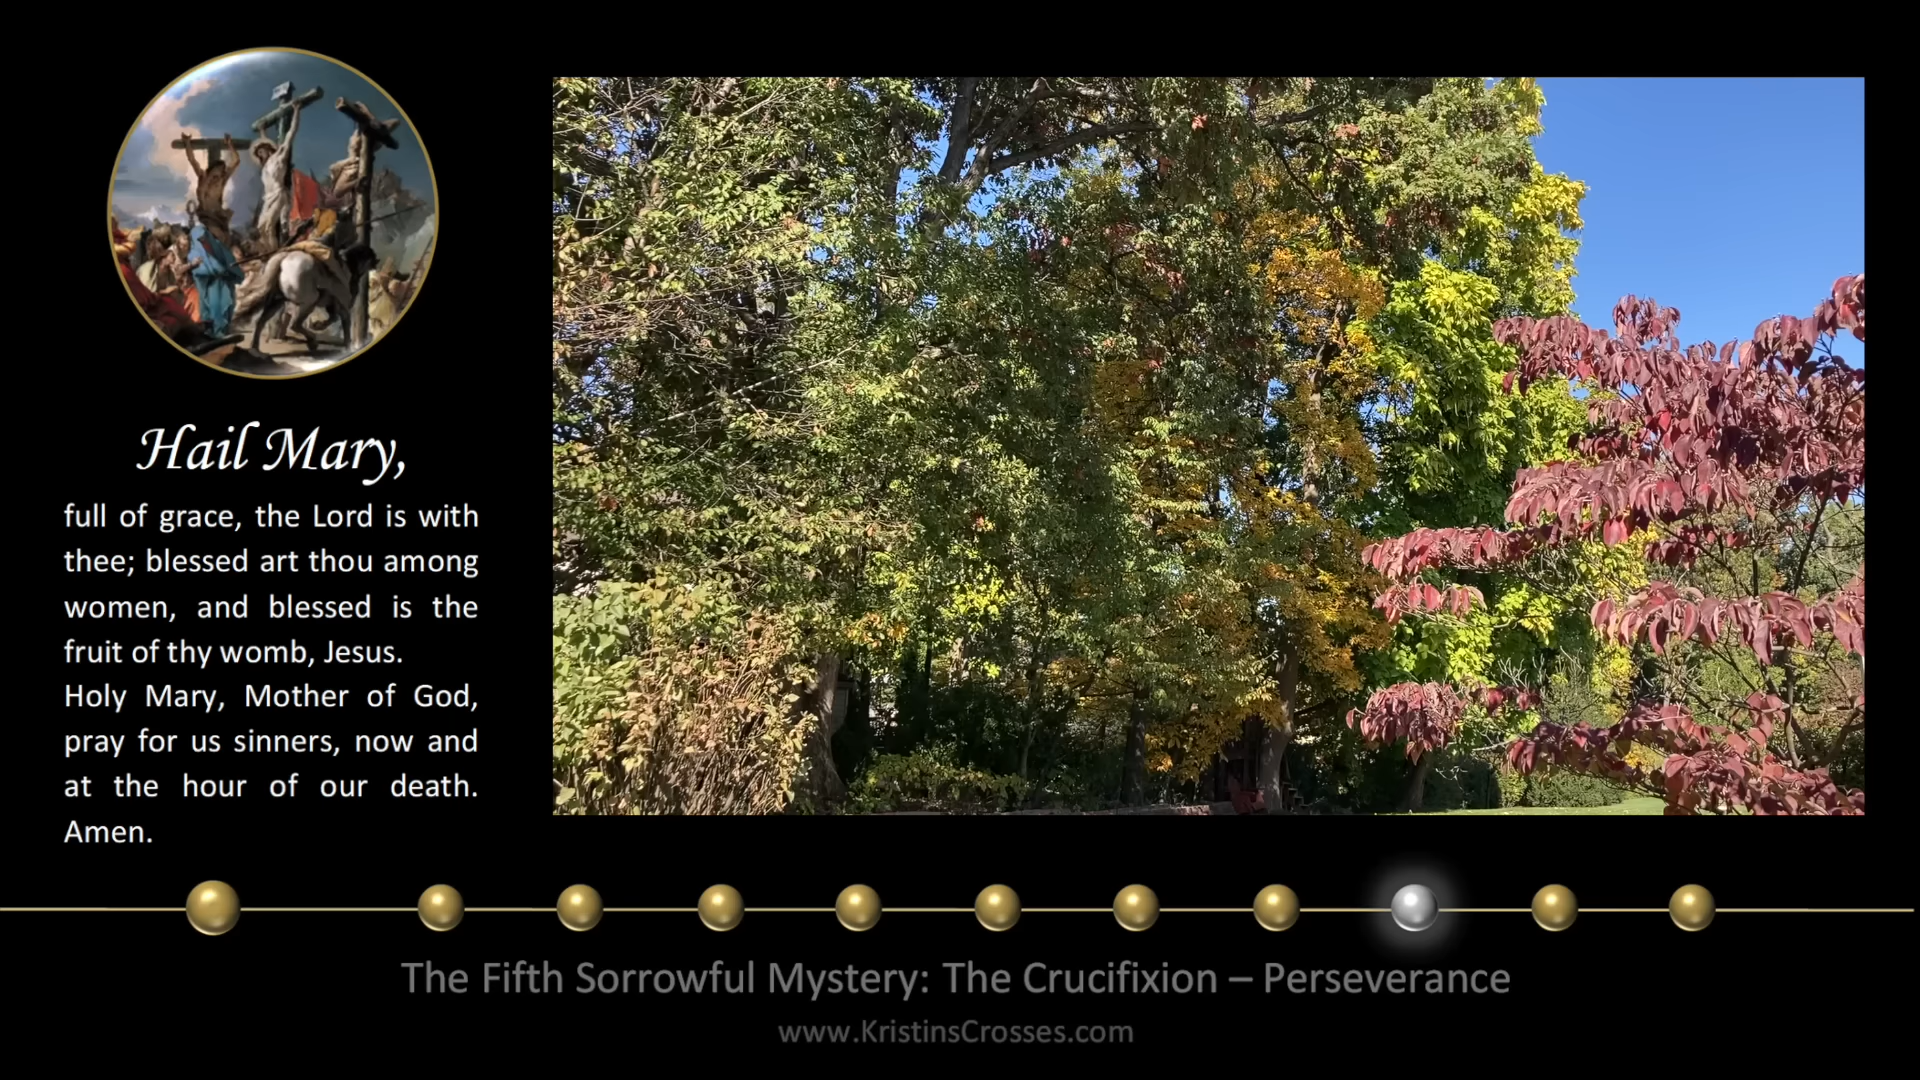 Hail Mary,
full of grace, the Lord is with
thee; blessed art thou among
women, and blessed is the
fruit of thy womb, Jesus.
Holy Mary, Mother of God,
pray for us sinners, now and
at the hour of our death.
Amen.
The Fifth Sorrowful Mystery: The Crucifixion – Perseverance
www.KristinsCrosses.com